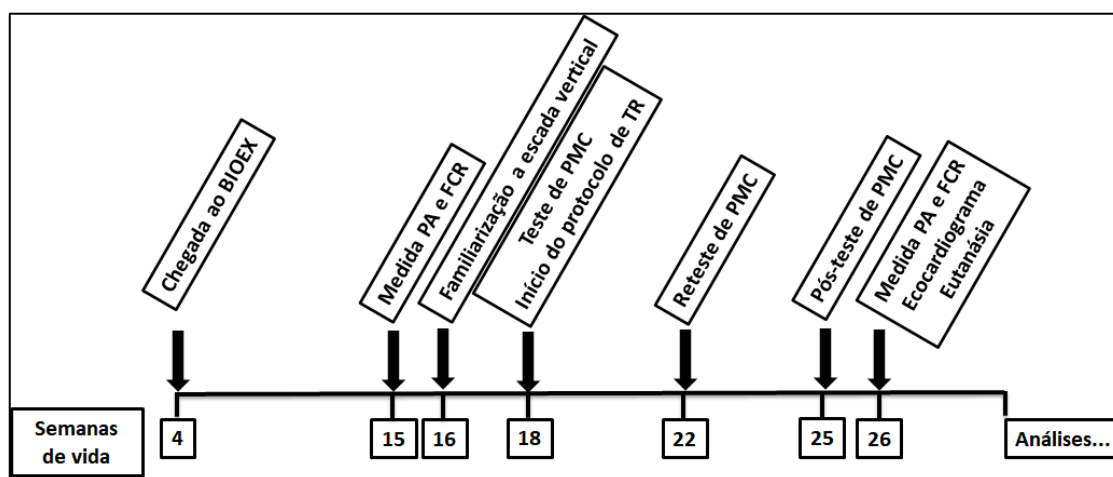 Chegada ao BIOEX
Medida PA e FCR
Familiarização a escada vertical
Teste de PMC
Início do protocolo de TR
Reteste de PMC
Pós-teste de PMC
Medida PA e FCR
Ecocardiograma
Eutanásia
Semanas
de vida
4
15
16
18
22
25
26
Análises...